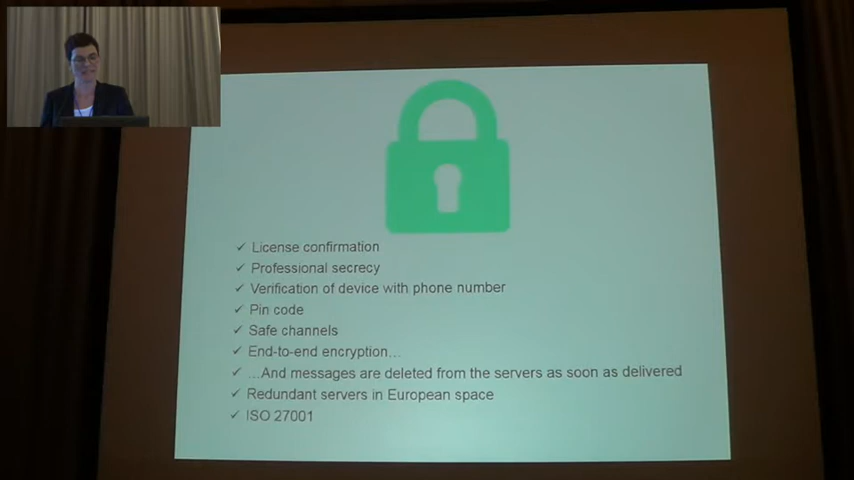 ✓ License confirmation
✓ Professional secrecy
✓ Verification of device with phone number
✓ Pin code
✓ Safe channels
✓ End-to-end encryption…
✓ …And messages are deleted from the servers as soon as delivered
✓ Redundant servers in European space
✓ ISO 27001